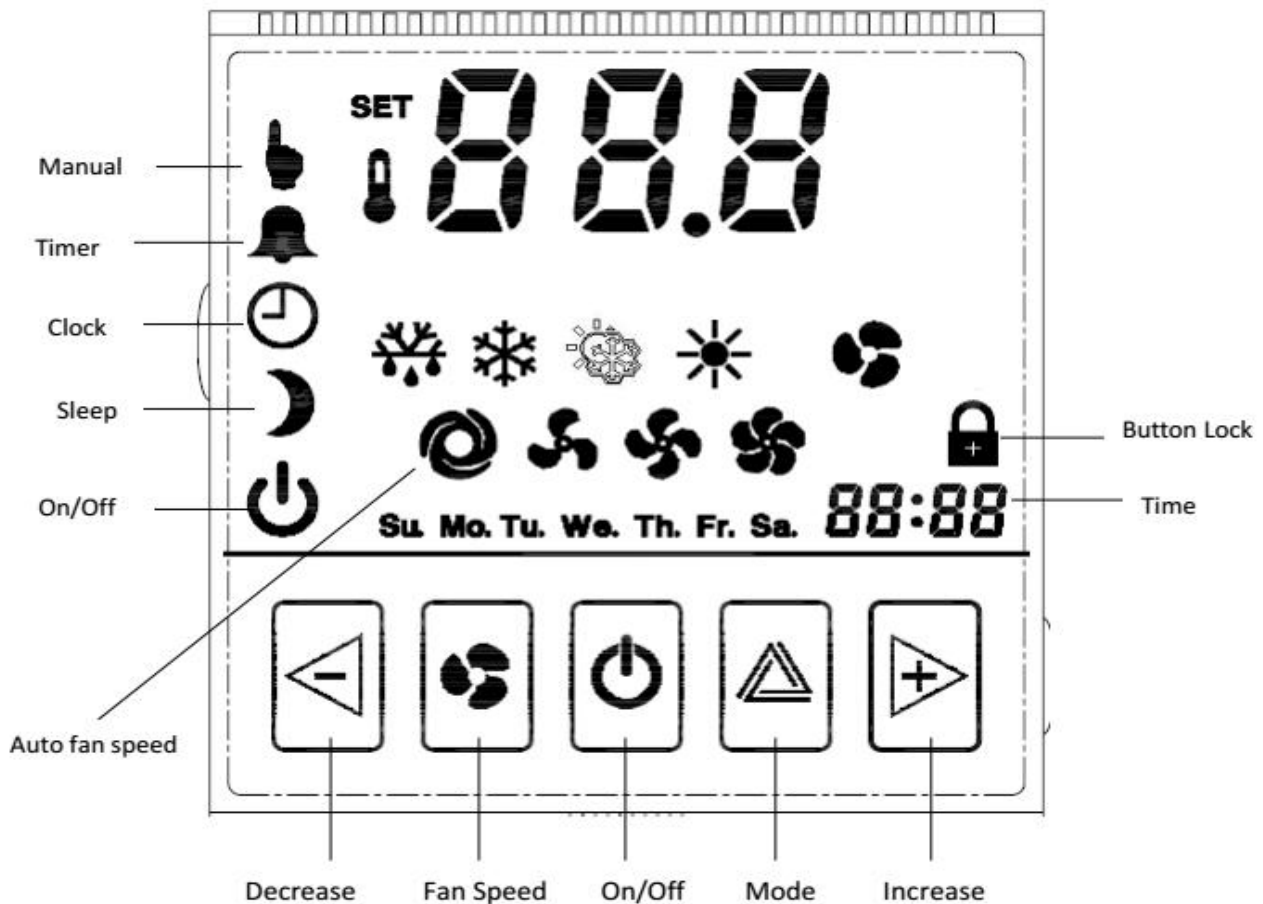 SET
88.8
Manual
Timer
Clock
Sleep
Button Lock
On/Off
88:88
Time
Su. Mo. Tu. We. Th. Fr. Sa.
Auto fan speed
Decrease Fan Speed On/Off Mode Increase